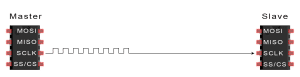 Master
MOSI
MISO
SCLK
SS/CS
Slave
MOSI
MISO
SCLK
SS/CS